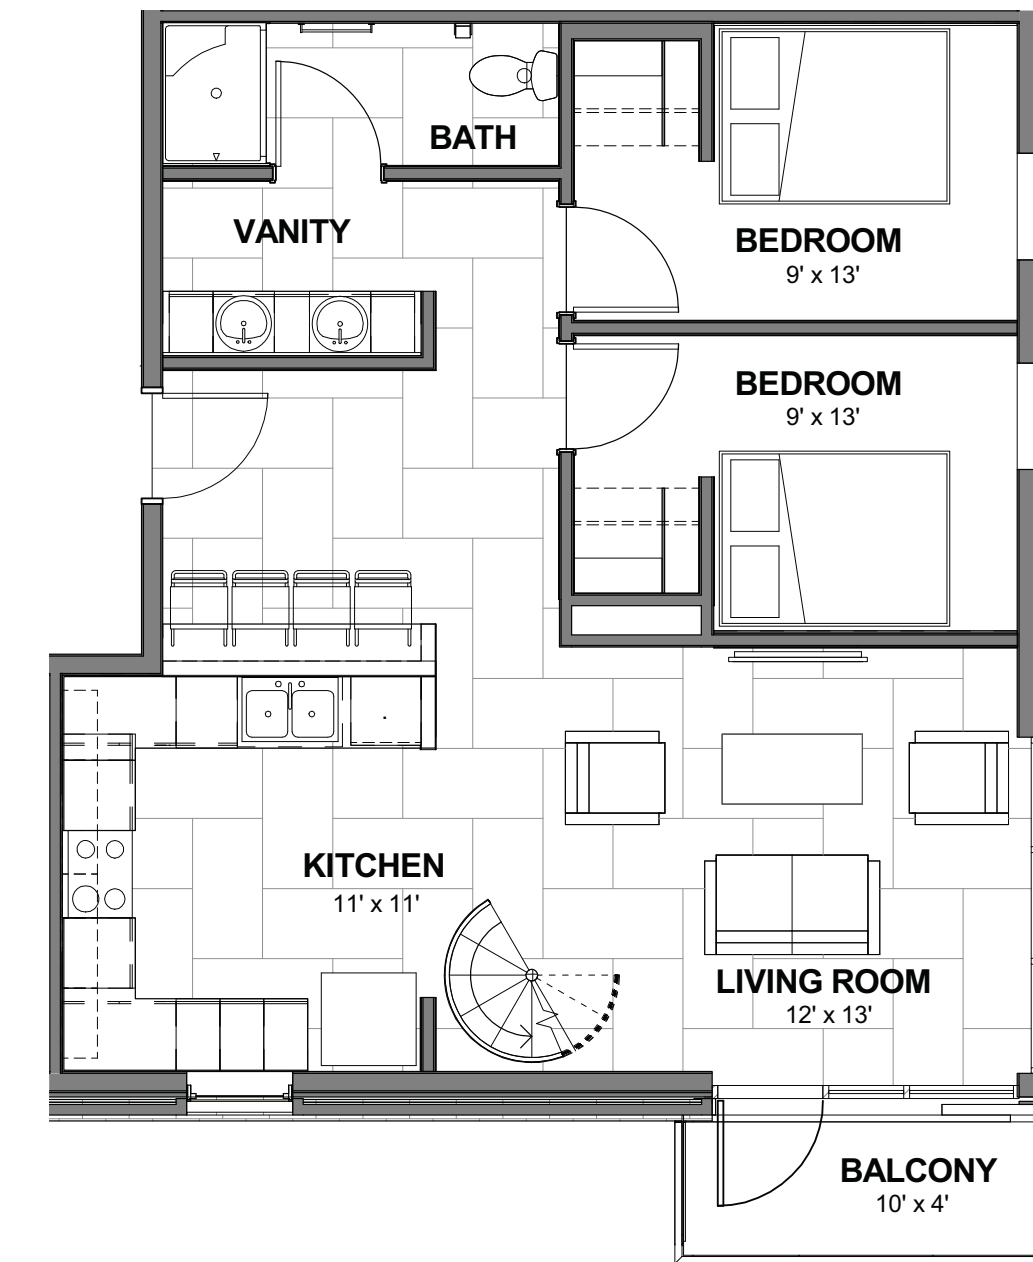 BATH
VANITY
BEDROOM
9' x 13'
BEDROOM
9' x 13'
KITCHEN
11' x 11'
LIVING ROOM
12' x 13'
BALCONY
10' x 4'